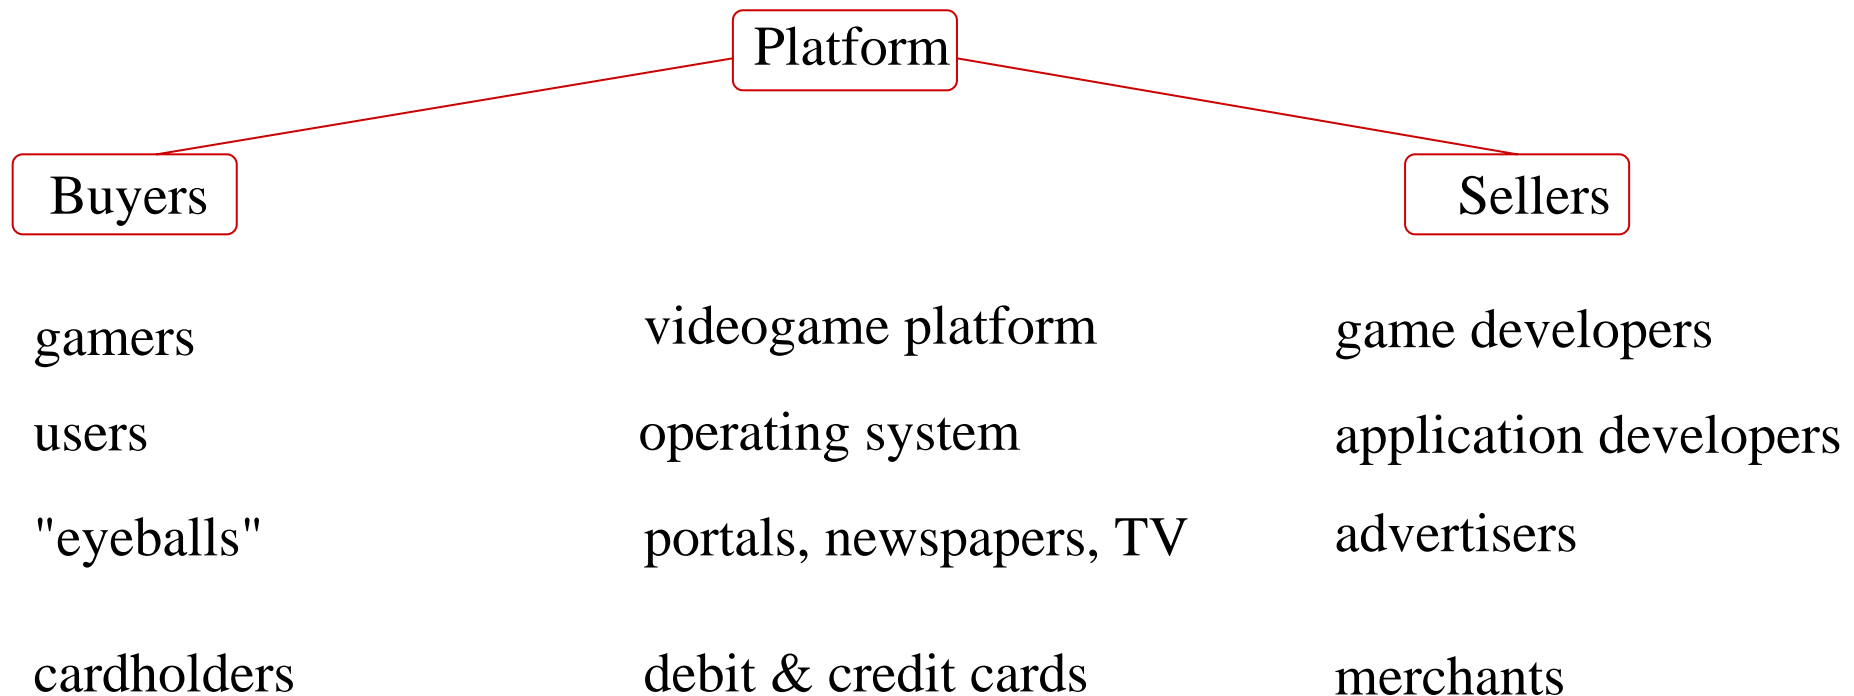 Platform
Buyers
Sellers
gamers
videogame platform
game developers
users
operating system
application developers
"eyeballs"
portals, newspapers, TV
advertisers
cardholders
debit & credit cards
merchants